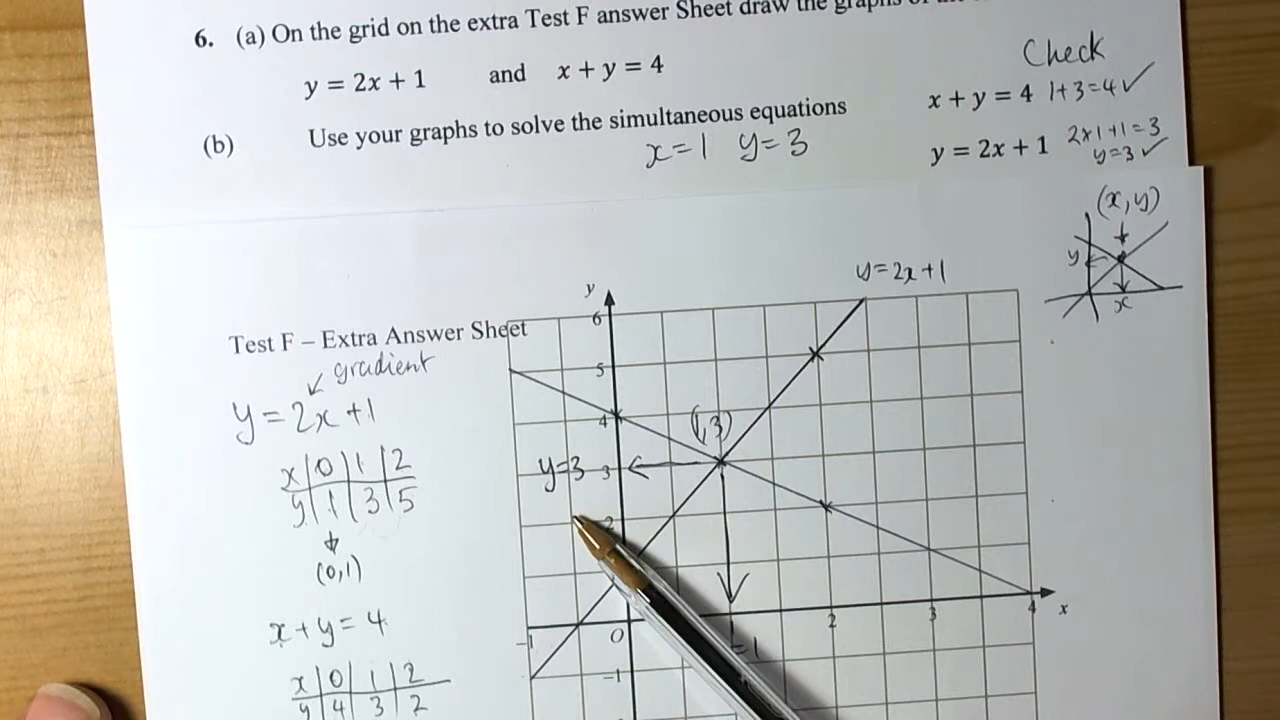 6. (a) On the grid on the extra Test F answer Sheet draw the graphs of
y = 2x + 1 and x + y = 4
Check
x + y = 4 1+3=4 ✓
(b) Use your graphs to solve the simultaneous equations
x=1 y=3
y = 2x + 1 2x1+1=3
y=3 ✓
(x,y)
y
x
y=2x+1
y
6
Test F – Extra Answer Sheet
gradient
5
y=2x+1
4
(1,3)
y=3 3
x 0 1 2
y 1 3 5
2
(0,1)
x+y=4
-1 O 2 3 4 x
=1
-1
x 0 1 2
y 4 3 2